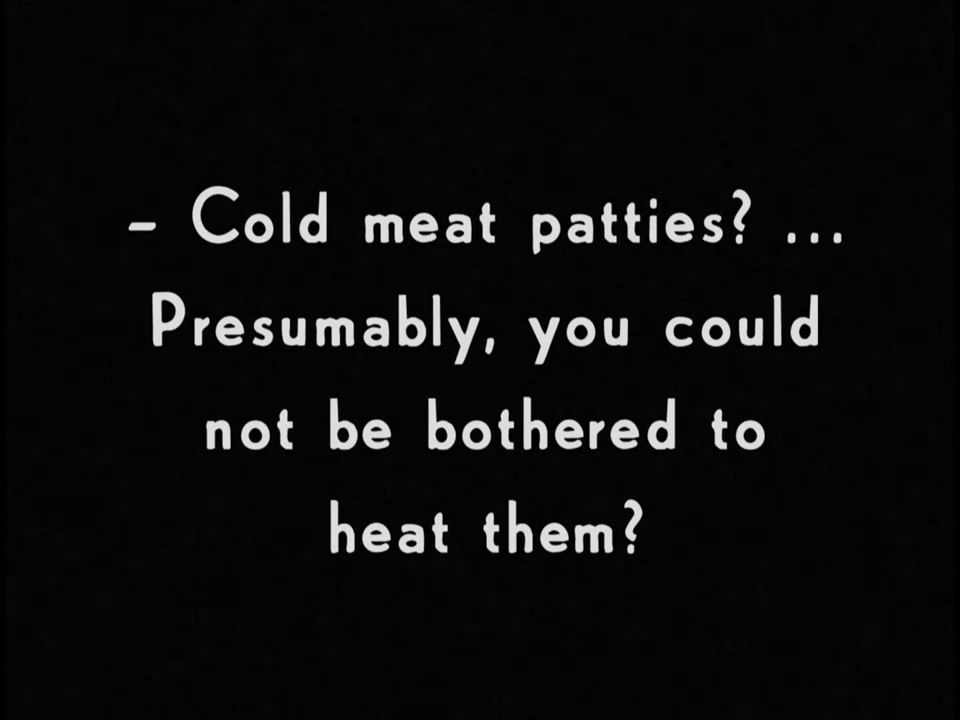 - Cold meat patties? ...
Presumably, you could
not be bothered to
heat them?